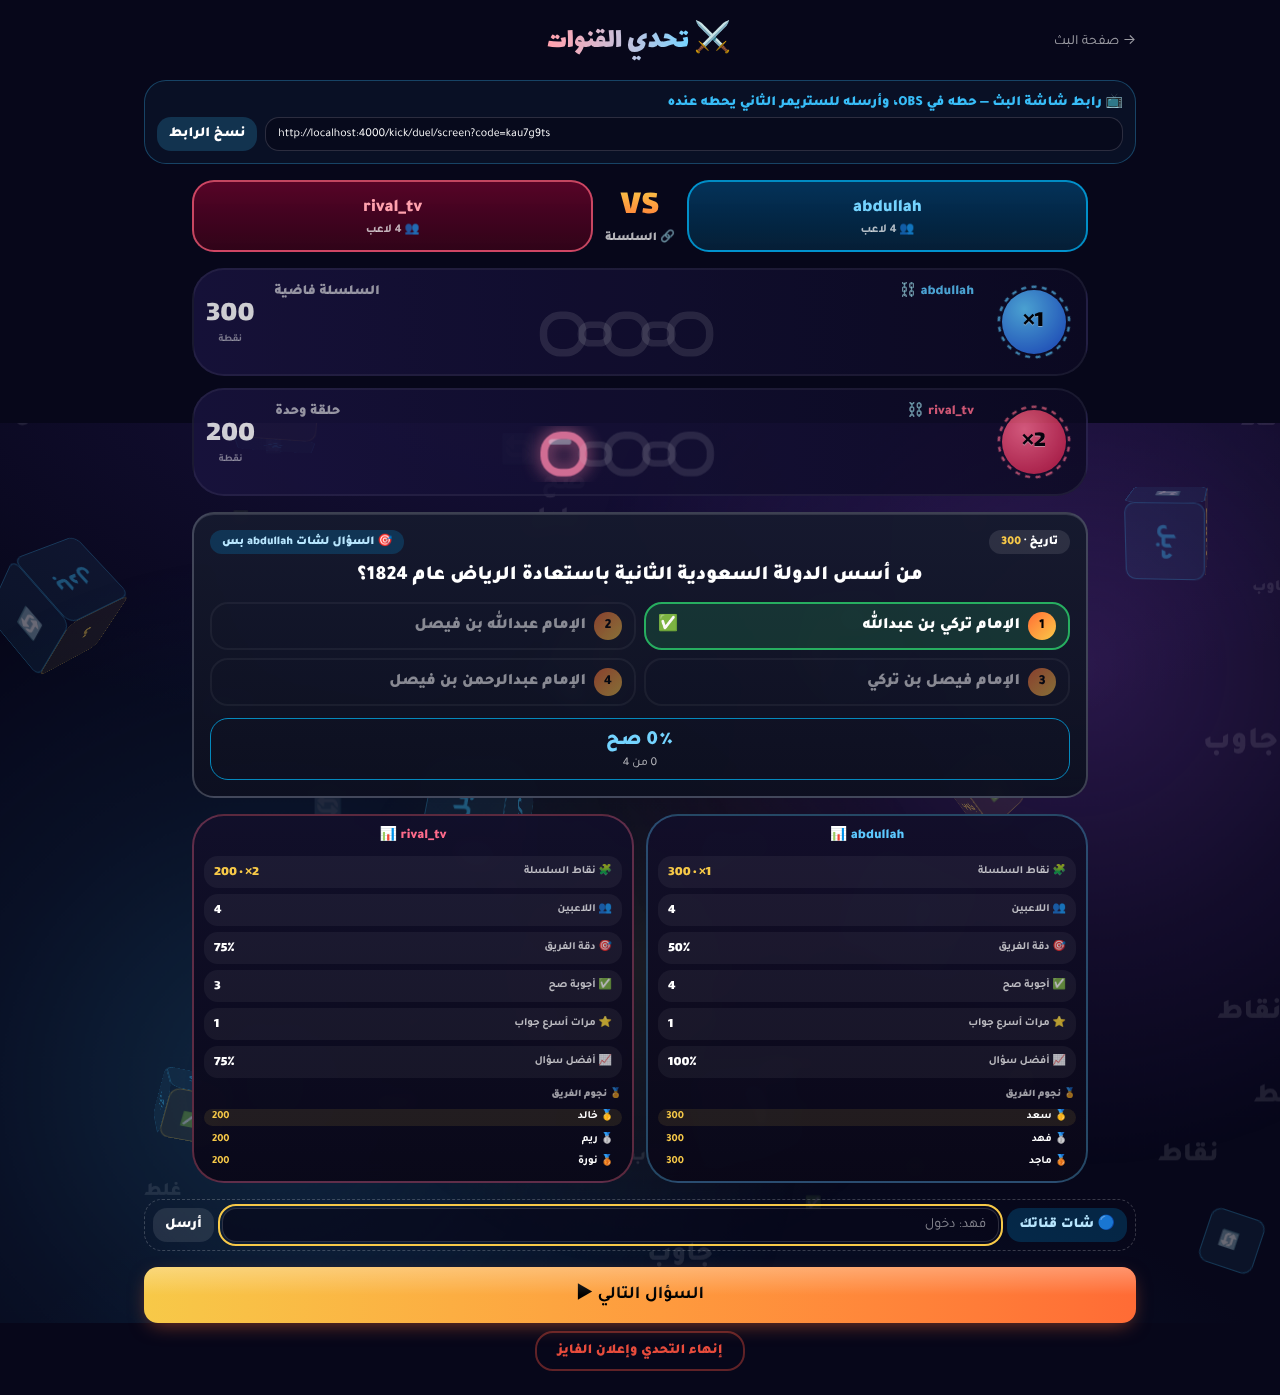 → صفحة البث
تحدي القنوات ⚔️
📺 رابط شاشة البث — حطه في OBS، وأرسله للستريمر الثاني يحطه عنده
http://localhost:4000/kick/duel/screen?code=kau7g9ts
نسخ الرابط
abdullah
👥 4 لاعب
VS
🔗 السلسلة
rival_tv
👥 4 لاعب
×1
abdullah ⛓️
السلسلة فاضية
300
نقطة
×2
rival_tv ⛓️
حلقة وحدة
200
نقطة
تاريخ · 300
🎯 السؤال لشات abdullah بس
من أسس الدولة السعودية الثانية باستعادة الرياض عام 1824؟
1 الإمام تركي بن عبدالله ✅
2 الإمام عبدالله بن فيصل
3 الإمام فيصل بن تركي
4 الإمام عبدالرحمن بن فيصل
0٪ صح
0 من 4
abdullah 📊
🧩 نقاط السلسلة 300 · ×1
👥 اللاعبين 4
🎯 دقة الفريق 50٪
✅ أجوبة صح 4
⭐ مرات أسرع جواب 1
📈 أفضل سؤال 100٪
🏅 نجوم الفريق
🥇 سعد 300
🥈 فهد 300
🥉 ماجد 300
rival_tv 📊
🧩 نقاط السلسلة 200 · ×2
👥 اللاعبين 4
🎯 دقة الفريق 75٪
✅ أجوبة صح 3
⭐ مرات أسرع جواب 1
📈 أفضل سؤال 75٪
🏅 نجوم الفريق
🥇 خالد 200
🥈 ريم 200
🥉 نورة 200
🔵 شات قناتك
فهد: دخول
أرسل
السؤال التالي ▶
إنهاء التحدي وإعلان الفايز
دبل
جاوب
نقاط
نقاط
غلط
جاوب